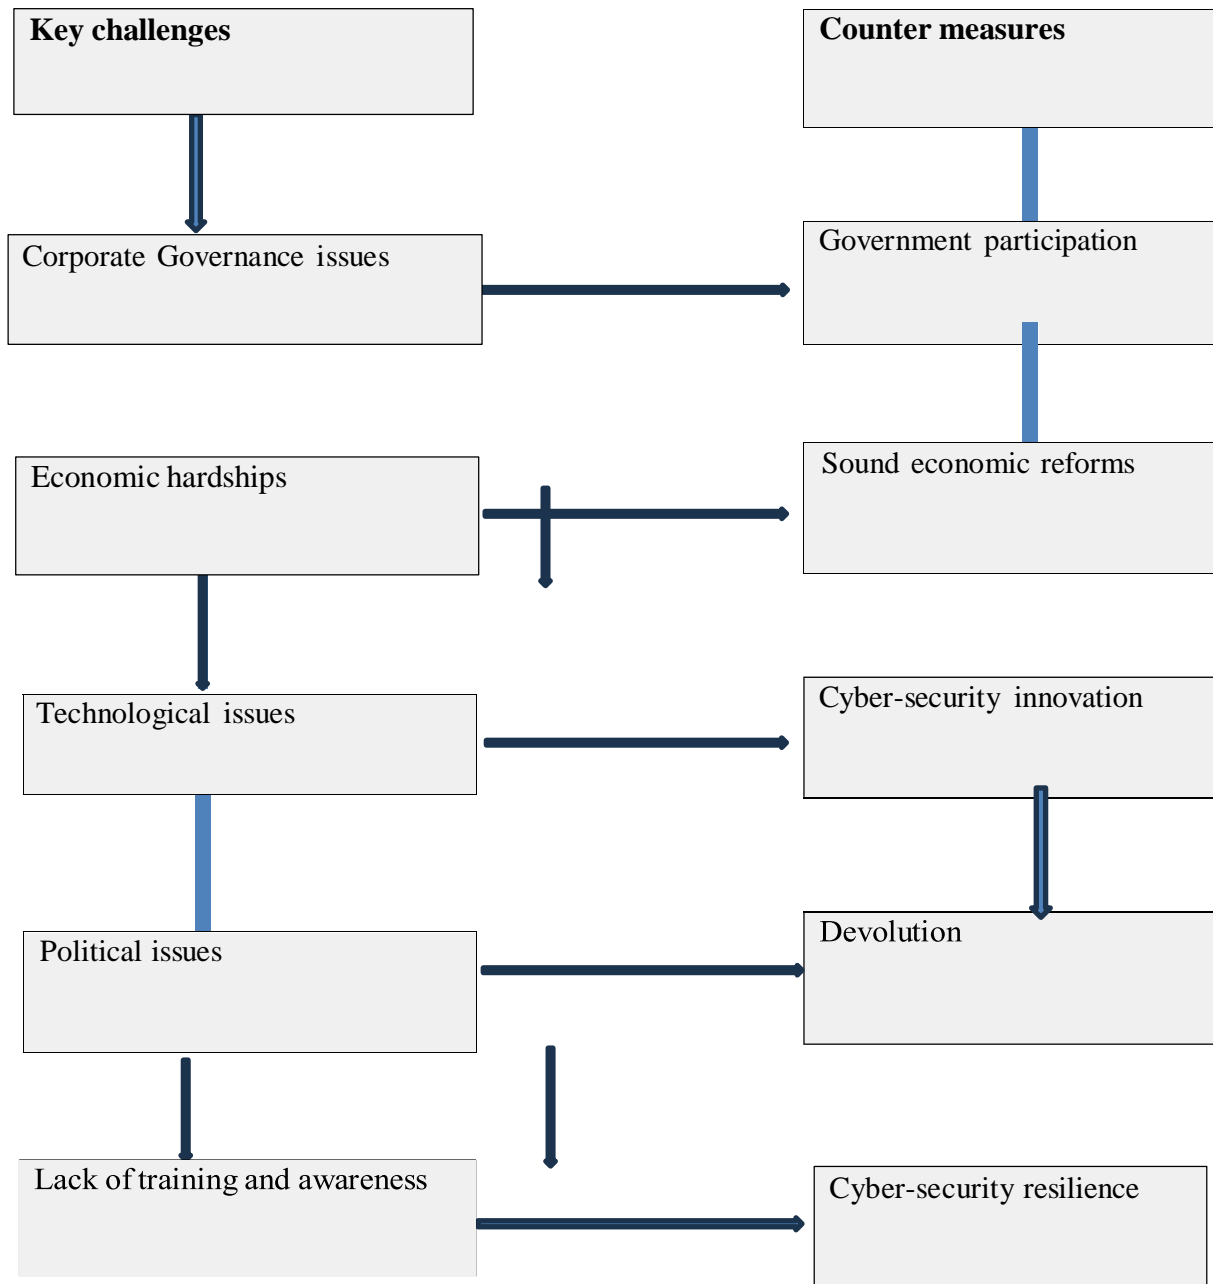 Key challenges
Counter measures
Corporate Governance issues
Government participation
Economic hardships
Sound economic reforms
Technological issues
Cyber-security innovation
Political issues
Devolution
Lack of training and awareness
Cyber-security resilience